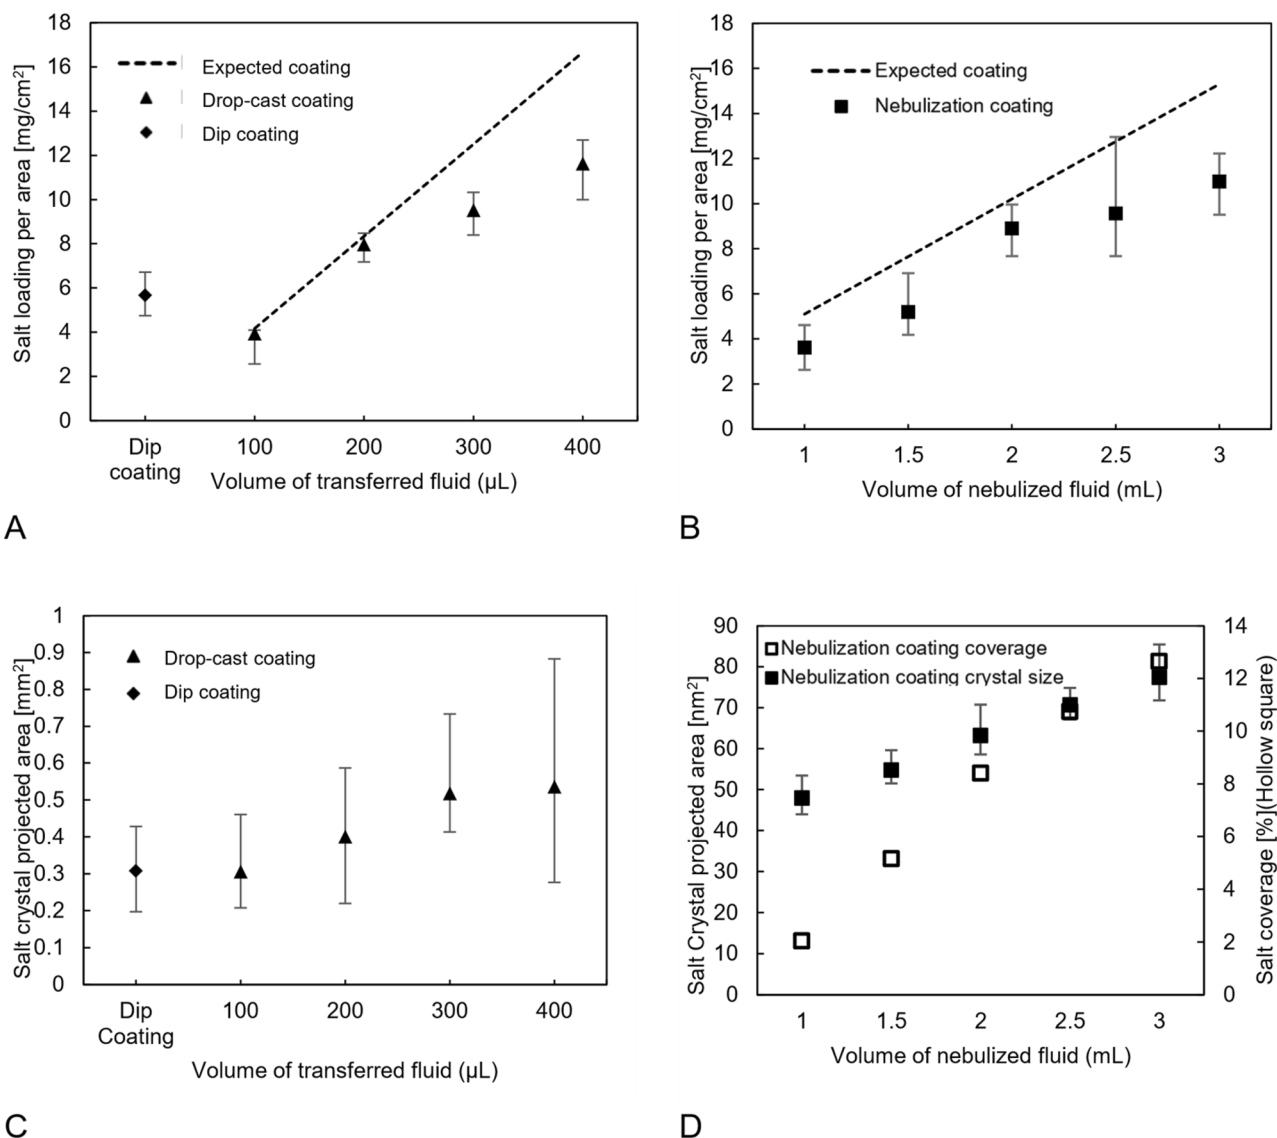 18
16
14
12
10
8
6
4
2
0
Salt loading per area [mg/cm²]
Expected coating
Drop-cast coating
Dip coating
Dip
coating
100
200
300
400
Volume of transferred fluid (µL)
A
18
16
14
12
10
8
6
4
2
0
Salt loading per area [mg/cm²]
Expected coating
Nebulization coating
1
1.5
2
2.5
3
Volume of nebulized fluid (mL)
B
1
0.9
0.8
0.7
0.6
0.5
0.4
0.3
0.2
0.1
0
Salt crystal projected area [mm²]
Drop-cast coating
Dip coating
Dip
Coating
100
200
300
400
Volume of transferred fluid (µL)
C
90
80
70
60
50
40
30
20
10
0
Salt Crystal projected area [nm²]
Nebulization coating coverage
Nebulization coating crystal size
14
12
10
8
6
4
2
0
Salt coverage [%](Hollow square)
1
1.5
2
2.5
3
Volume of nebulized fluid (mL)
D